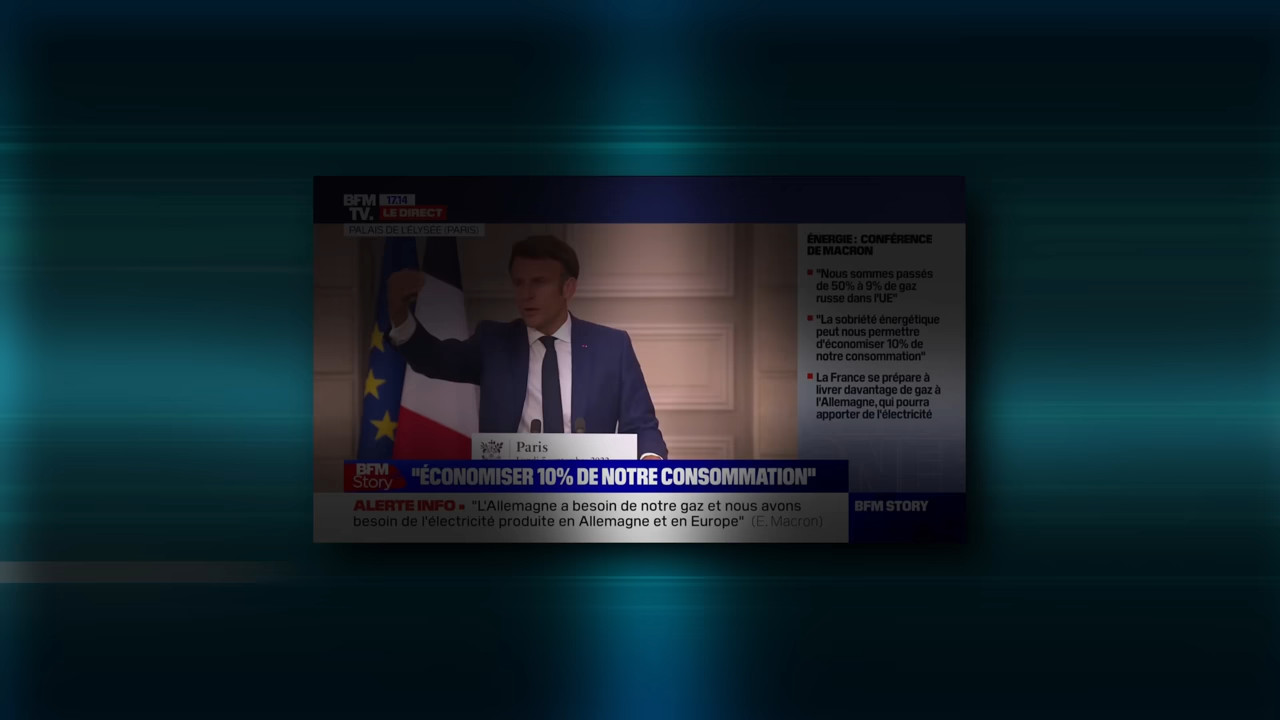 BFM
TV.
17:14
LE DIRECT
PALAIS DE L'ÉLYSÉE (PARIS)
ÉNERGIE : CONFÉRENCE
DE MACRON
"Nous sommes passés
de 50% à 9% de gaz
russe dans l'UE"
"La sobriété énergétique
peut nous permettre
d'économiser 10% de
notre consommation"
La France se prépare à
livrer davantage de gaz à
l'Allemagne, qui pourra
apporter de l'électricité
Paris
BFM
Story
"ÉCONOMISER 10% DE NOTRE CONSOMMATION"
ALERTE INFO "L'Allemagne a besoin de notre gaz et nous avons
besoin de l'électricité produite en Allemagne et en Europe" (E. Macron)
BFM STORY